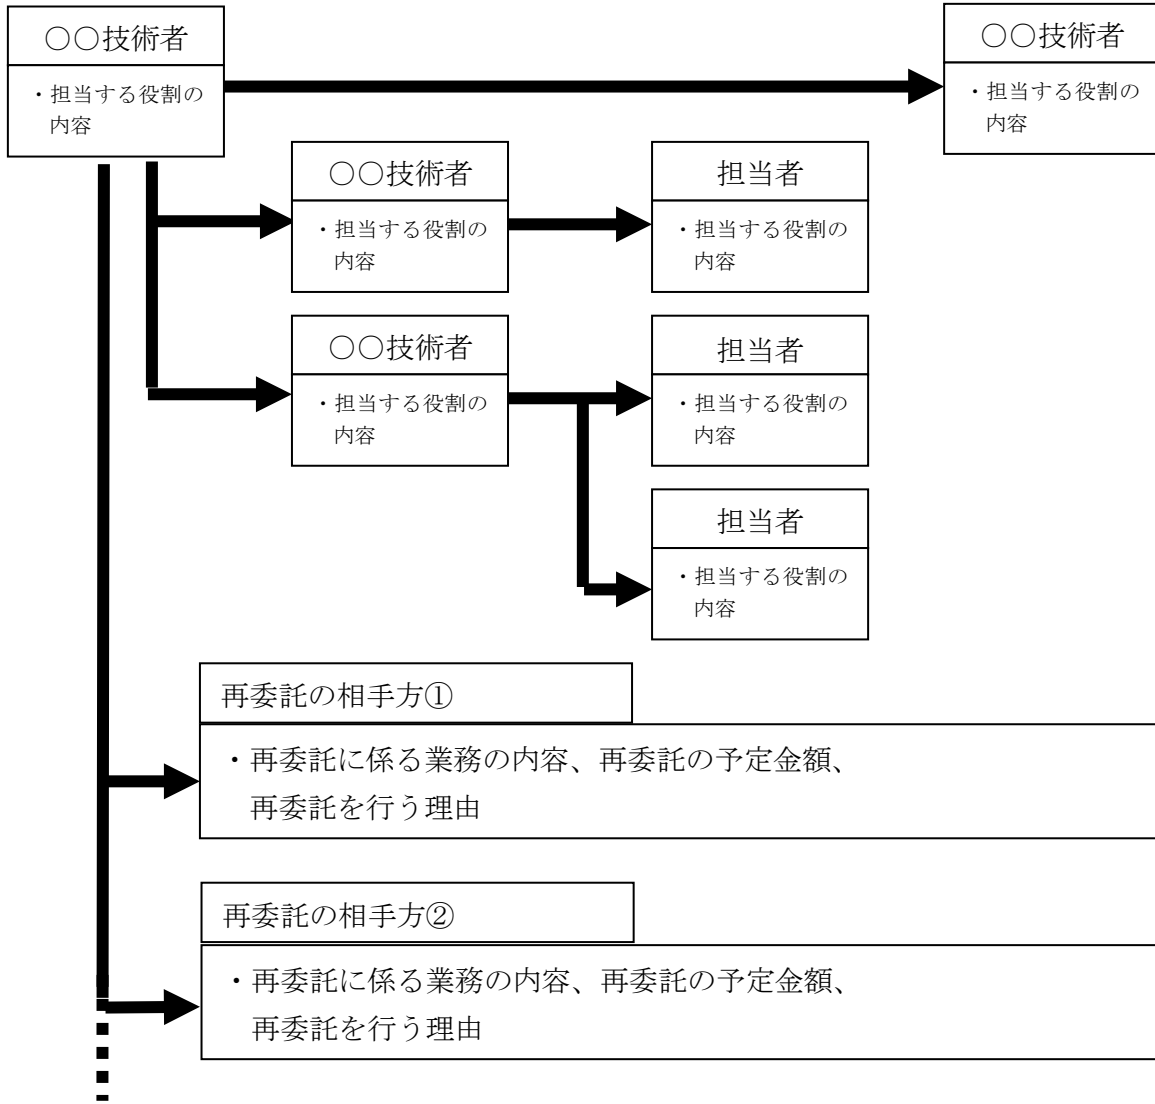 〇〇技術者
・担当する役割の
内容
〇〇技術者
・担当する役割の
内容
〇〇技術者
・担当する役割の
内容
担当者
・担当する役割の
内容
〇〇技術者
・担当する役割の
内容
担当者
・担当する役割の
内容
担当者
・担当する役割の
内容
再委託の相手方①
・再委託に係る業務の内容、再委託の予定金額、
再委託を行う理由
再委託の相手方②
・再委託に係る業務の内容、再委託の予定金額、
再委託を行う理由